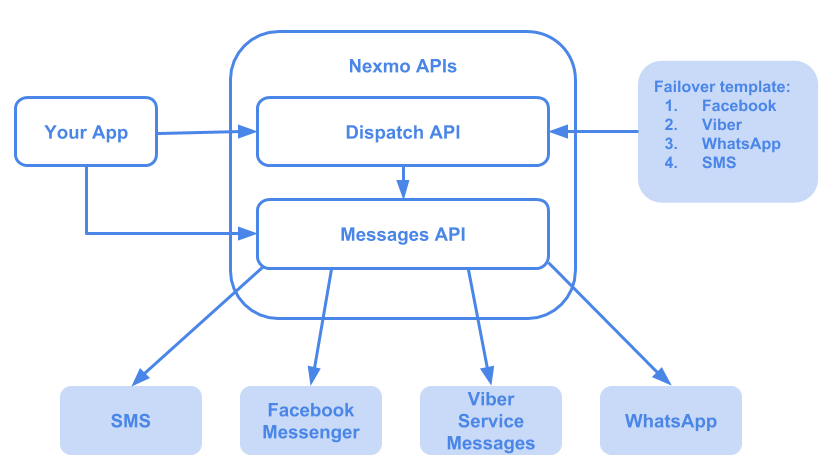 Nexmo APIs
Your App
Dispatch API
Failover template:
1. Facebook
2. Viber
3. WhatsApp
4. SMS
Messages API
SMS
Facebook
Messenger
Viber
Service
Messages
WhatsApp